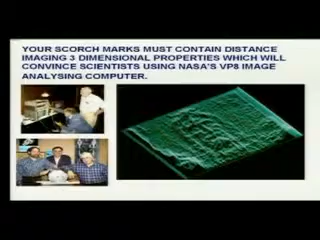 YOUR SCORCH MARKS MUST CONTAIN DISTANCE
IMAGING 3 DIMENSIONAL PROPERTIES WHICH WILL
CONVINCE SCIENTISTS USING NASA'S VP8 IMAGE
ANALYSING COMPUTER.